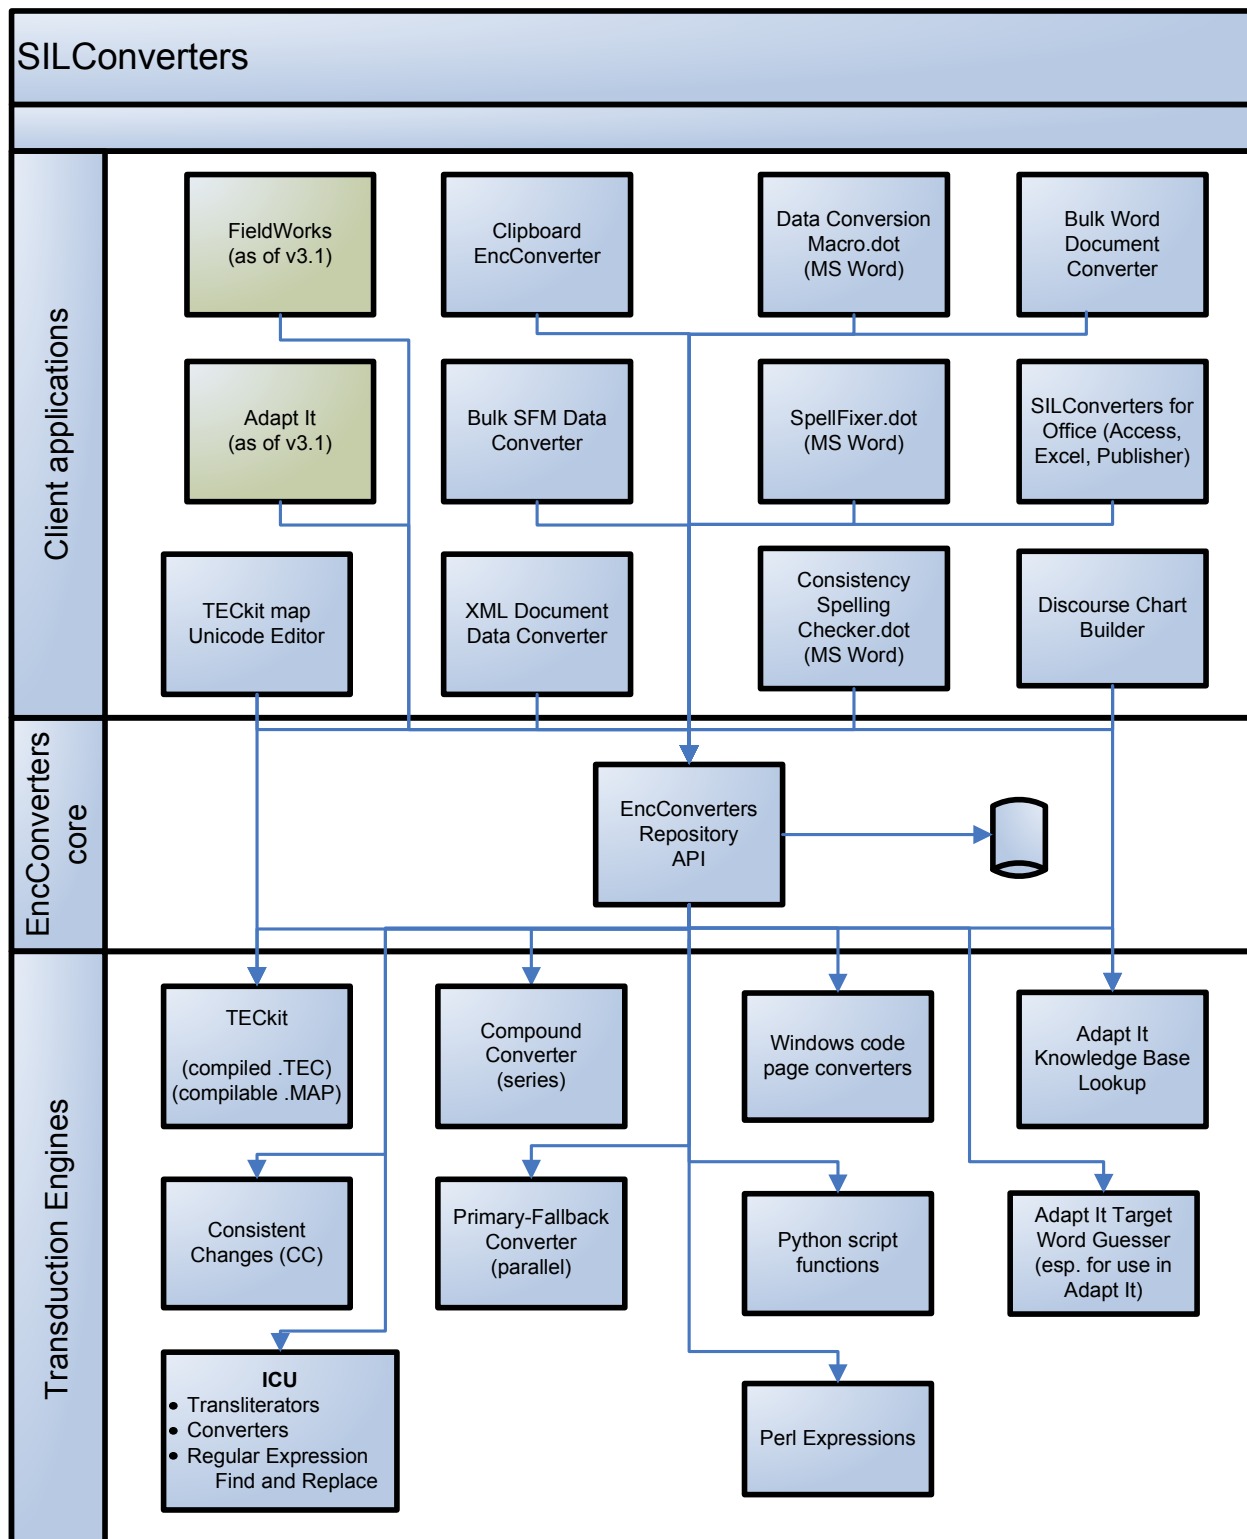 SILConverters
Client applications
FieldWorks
(as of v3.1)
Clipboard
EncConverter
Data Conversion
Macro.dot
(MS Word)
Bulk Word
Document
Converter
Adapt It
(as of v3.1)
Bulk SFM Data
Converter
SpellFixer.dot
(MS Word)
SILConverters for
Office (Access,
Excel, Publisher)
TECkit map
Unicode Editor
XML Document
Data Converter
Consistency
Spelling
Checker.dot
(MS Word)
Discourse Chart
Builder
EncConverters
core
EncConverters
Repository
API
Transduction Engines
TECkit
(compiled .TEC)
(compilable .MAP)
Compound
Converter
(series)
Windows code
page converters
Adapt It
Knowledge Base
Lookup
Consistent
Changes (CC)
Primary-Fallback
Converter
(parallel)
Python script
functions
Adapt It Target
Word Guesser
(esp. for use in
Adapt It)
ICU
• Transliterators
• Converters
• Regular Expression
Find and Replace
Perl Expressions